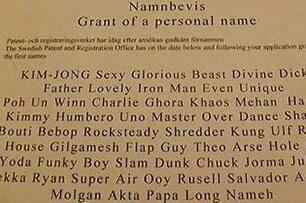 Namnbevis
Grant of a personal name
Patent- och registreringsverket har idag efter ansökan godkänt förnamnen
The Swedish Patent and Registration Office has on the date below and following your application gra
the first names
KIM-JONG Sexy Glorious Beast Divine Dick
Father Lovely Iron Man Even Unique
Poh Un Winn Charlie Ghora Khaos Mehan Ha
Kimmy Humbero Uno Master Over Dance Sha
Bouti Bebop Rocksteady Shredder Kung Ulf R
House Gilgamesh Flap Guy Theo Arse Hole
Yoda Funky Boy Slam Dunk Chuck Jorma Ju
ekka Ryan Super Air Ooy Rusell Salvador A
Molgan Akta Papa Long Nameh